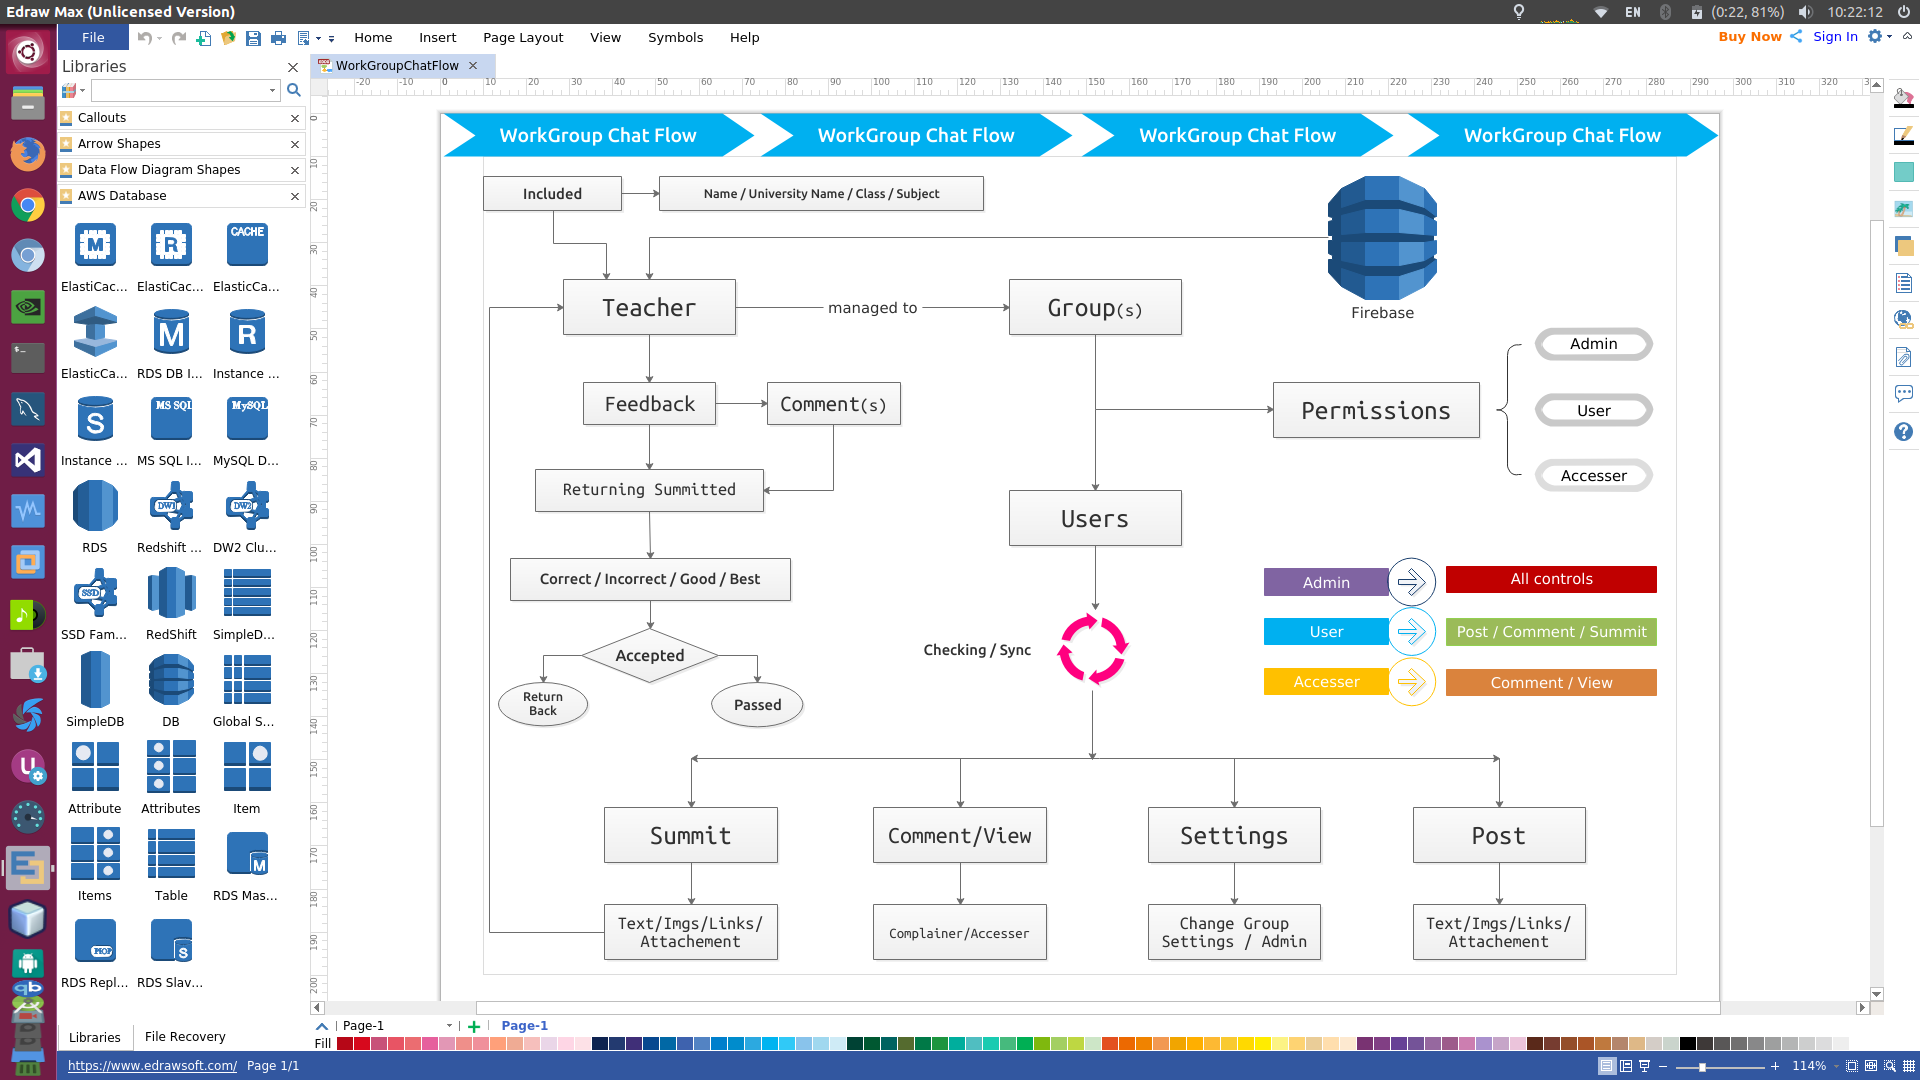 Edraw Max (Unlicensed Version)
EN
(0:22, 81%)
10:22:12
File
Home
Insert
Page Layout
View
Symbols
Help
Buy Now
Sign In
Libraries
WorkGroupChatFlow
Callouts
Arrow Shapes
Data Flow Diagram Shapes
AWS Database
ElastiCac...
ElastiCac...
ElasticCa...
ElasticCa...
RDS DB I...
Instance ...
Instance ...
MS SQL I...
MySQL D...
RDS
Redshift ...
DW2 Clu...
SSD Fam...
RedShift
SimpleD...
SimpleDB
DB
Global S...
Attribute
Attributes
Item
Items
Table
RDS Mas...
RDS Repl...
RDS Slav...
Libraries
File Recovery
WorkGroup Chat Flow
WorkGroup Chat Flow
WorkGroup Chat Flow
WorkGroup Chat Flow
Included
Name / University Name / Class / Subject
Firebase
Teacher
managed to
Group(s)
Admin
User
Accesser
Feedback
Comment(s)
Permissions
Returning Summitted
Users
Correct / Incorrect / Good / Best
Accepted
Return
Back
Passed
Checking / Sync
Admin
All controls
User
Post / Comment / Summit
Accesser
Comment / View
Summit
Comment/View
Settings
Post
Text/Imgs/Links/
Attachement
Complainer/Accesser
Change Group
Settings / Admin
Text/Imgs/Links/
Attachement
Page-1
Page-1
Fill
https://www.edrawsoft.com/
Page 1/1
114%